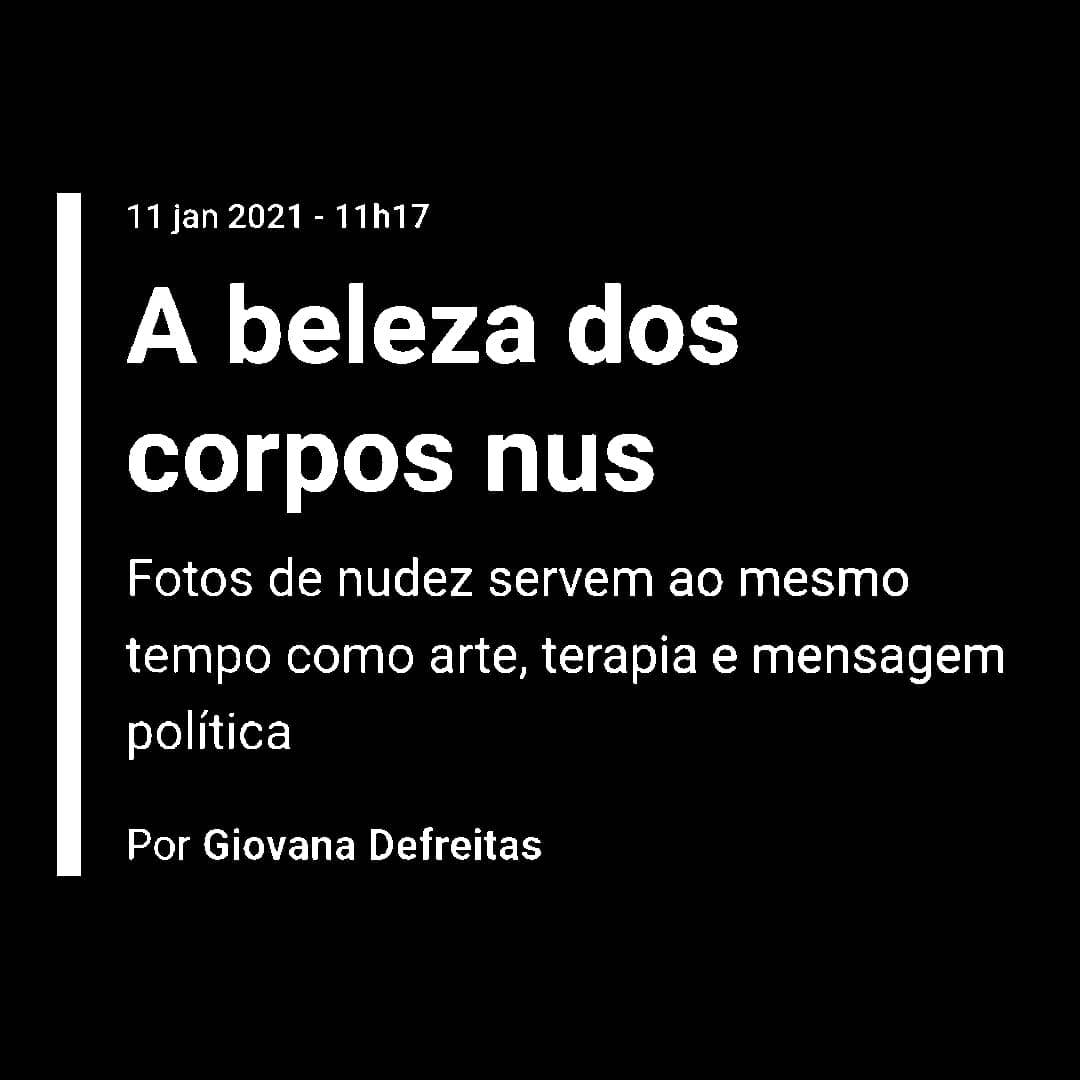 11 jan 2021 - 11h17
A beleza dos
corpos nus
Fotos de nudez servem ao mesmo
tempo como arte, terapia e mensagem
política
Por Giovana Defreitas